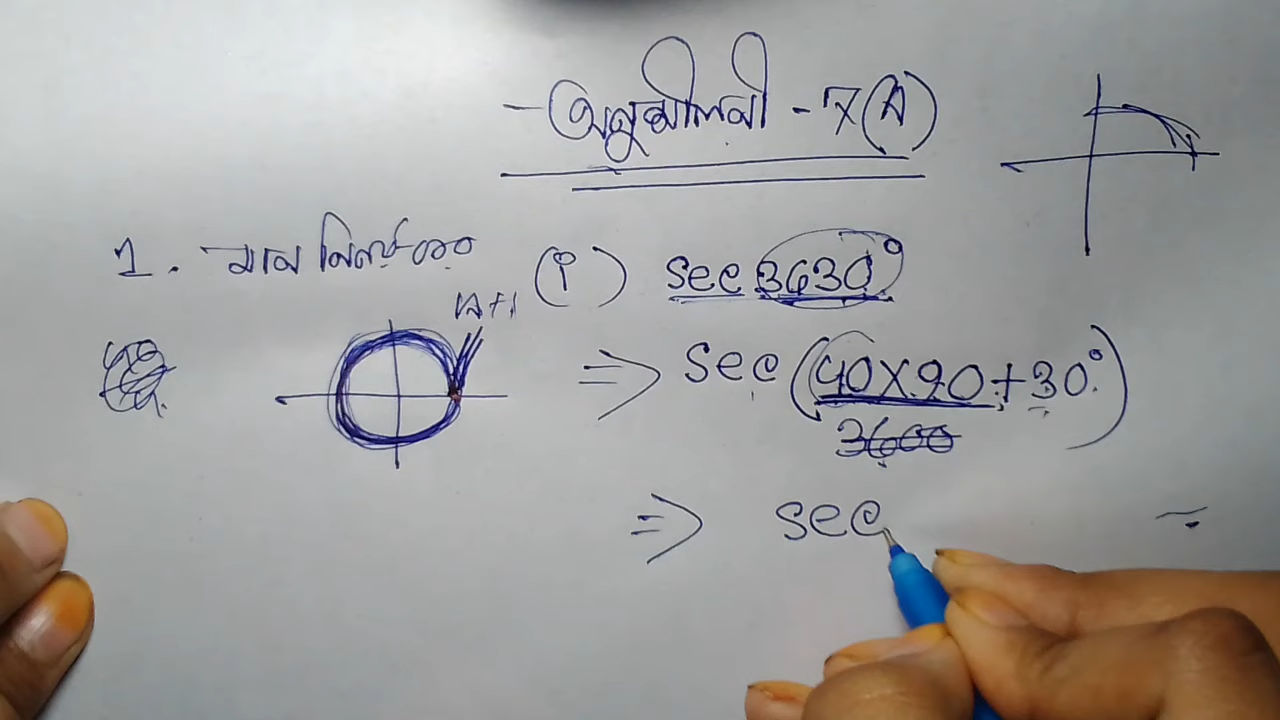 - অনুশীলনী - 7(A)
1. মান নির্ণয় করো (i) sec 3630°
n+1
⇒ sec (40×90+30°)
3600
⇒ sec